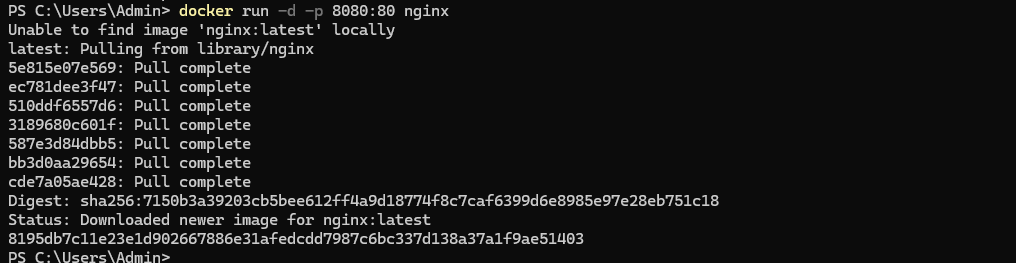 PS C:\Users\Admin> docker run -d -p 8080:80 nginx
Unable to find image 'nginx:latest' locally
latest: Pulling from library/nginx
5e815e07e569: Pull complete
ec781dee3f47: Pull complete
510ddf6557d6: Pull complete
3189680c601f: Pull complete
587e3d84dbb5: Pull complete
bb3d0aa29654: Pull complete
cde7a05ae428: Pull complete
Digest: sha256:7150b3a39203cb5bee612ff4a9d18774f8c7caf6399d6e8985e97e28eb751c18
Status: Downloaded newer image for nginx:latest
8195db7c11e23e1d902667886e31afedcdd7987c6bc337d138a37a1f9ae51403
PS C:\Users\Admin>